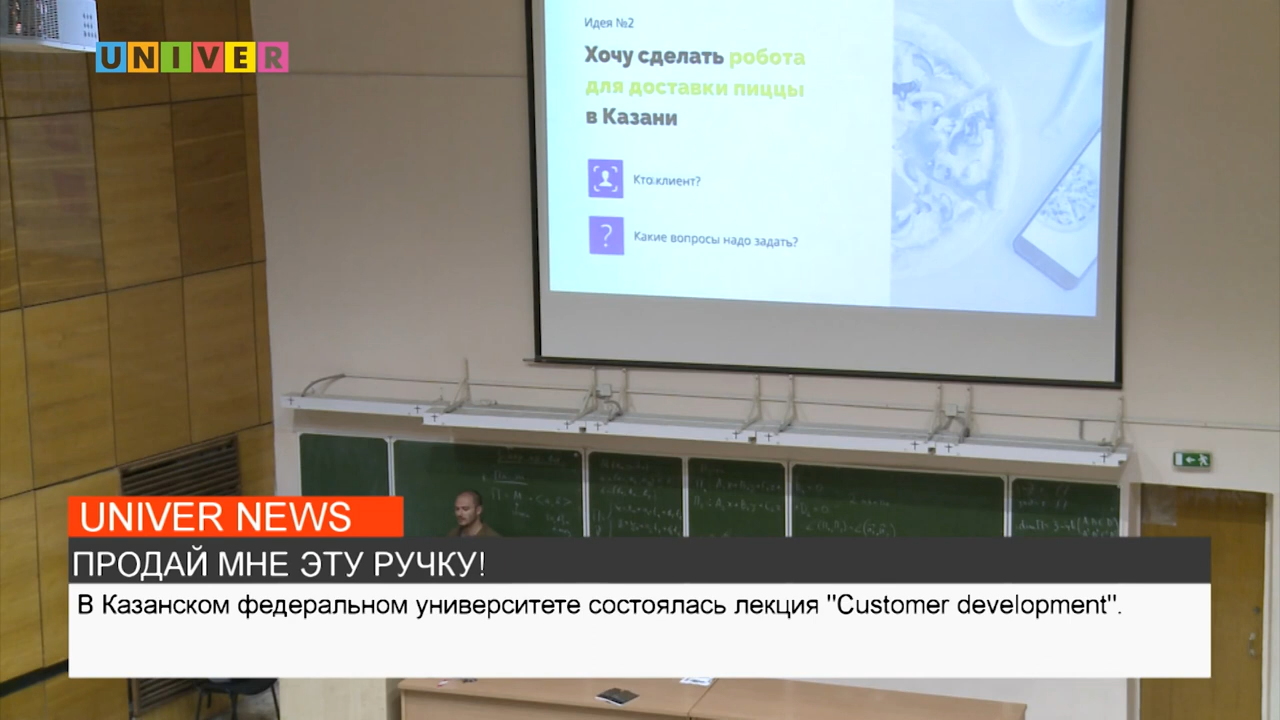 UNIVER
Идея №2
Хочу сделать робота
для доставки пиццы
в Казани
Кто клиент?
? Какие вопросы надо задать?
UNIVER NEWS
ПРОДАЙ МНЕ ЭТУ РУЧКУ!
В Казанском федеральном университете состоялась лекция "Customer development".